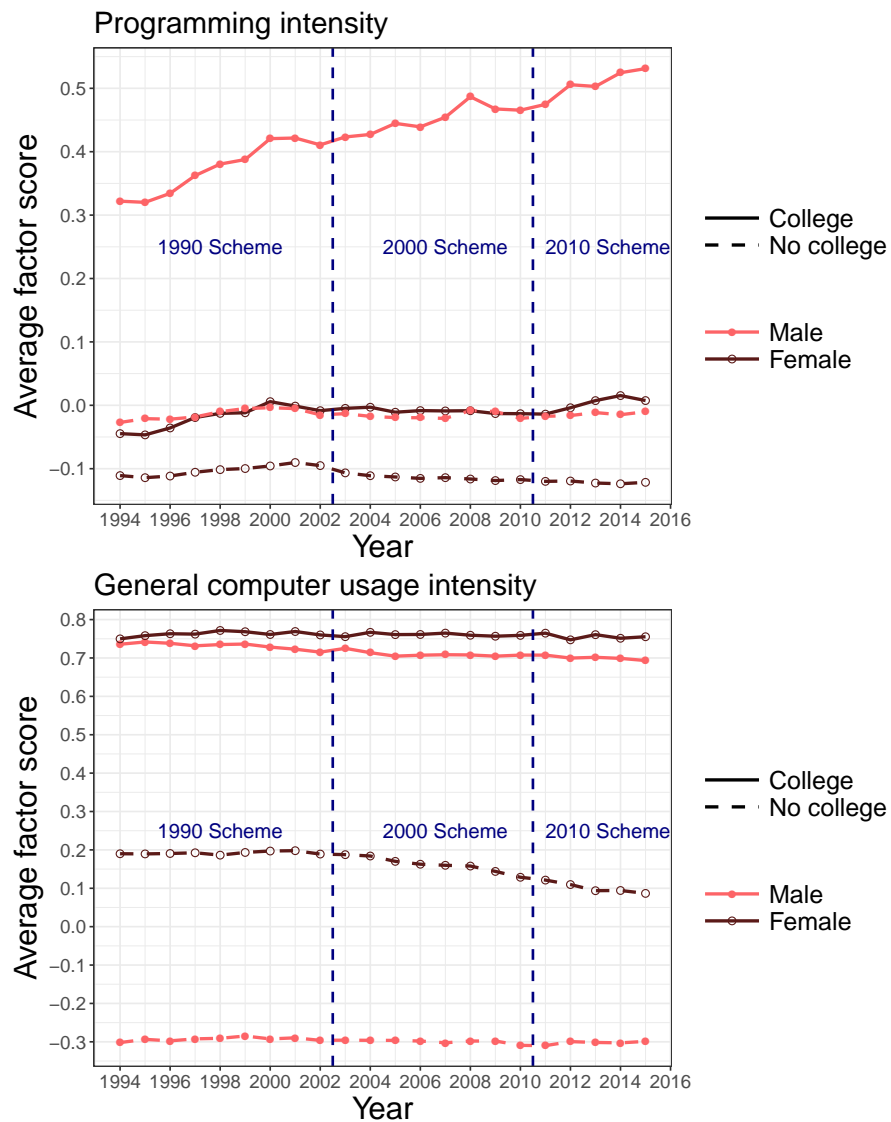 Programming intensity
0.5
0.4
0.3
0.2
0.1
0.0
−0.1
Average factor score
1990 Scheme
2000 Scheme
2010 Scheme
1994 1996 1998 2000 2002 2004 2006 2008 2010 2012 2014 2016
Year
College
No college
Male
Female
General computer usage intensity
0.8
0.7
0.6
0.5
0.4
0.3
0.2
0.1
0.0
−0.1
−0.2
−0.3
Average factor score
1990 Scheme
2000 Scheme
2010 Scheme
1994 1996 1998 2000 2002 2004 2006 2008 2010 2012 2014 2016
Year
College
No college
Male
Female